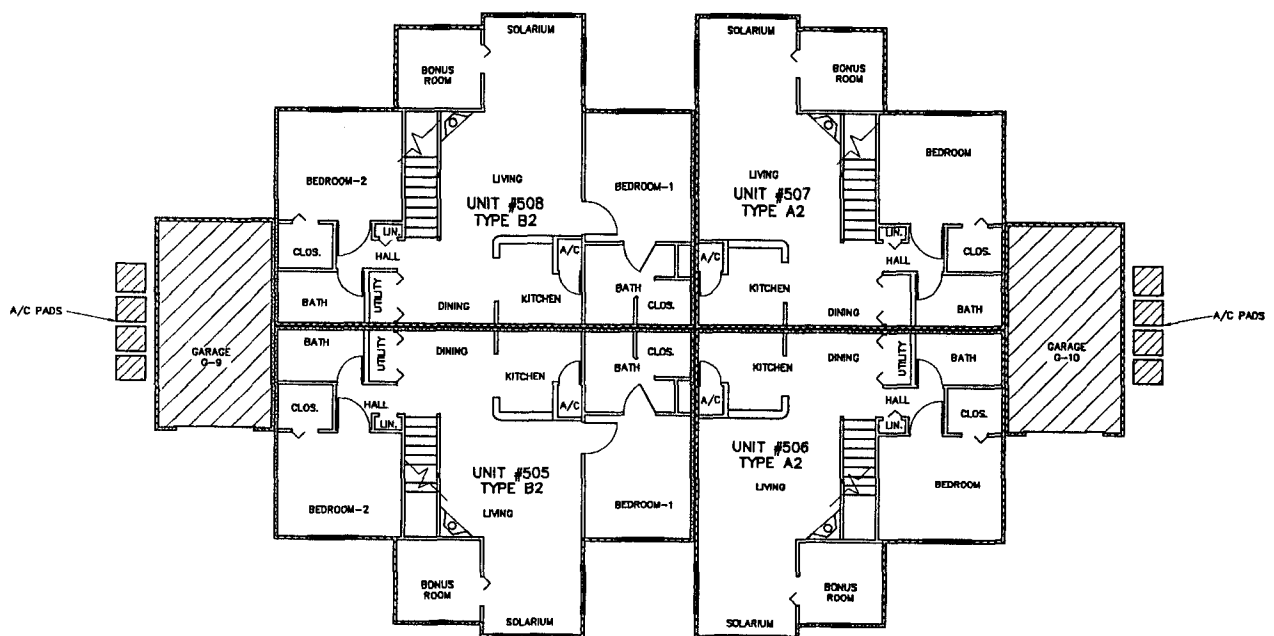 SOLARIUM
SOLARIUM
BONUS
ROOM
BONUS
ROOM
BEDROOM-2
LIVING
UNIT #508
TYPE B2
BEDROOM-1
LIVING
UNIT #507
TYPE A2
BEDROOM
CLOS.
LIN.
HALL
A/C
A/C
LIN.
HALL
CLOS.
BATH
UTILITY
DINING
KITCHEN
BATH
CLOS.
KITCHEN
DINING
UTILITY
BATH
A/C PADS
GARAGE
G-9
GARAGE
G-10
A/C PADS
BATH
UTILITY
DINING
KITCHEN
BATH
CLOS.
KITCHEN
DINING
UTILITY
BATH
CLOS.
HALL
LIN.
A/C
A/C
HALL
LIN.
CLOS.
BEDROOM-2
UNIT #505
TYPE B2
LIVING
BEDROOM-1
UNIT #506
TYPE A2
LIVING
BEDROOM
BONUS
ROOM
BONUS
ROOM
SOLARIUM
SOLARIUM